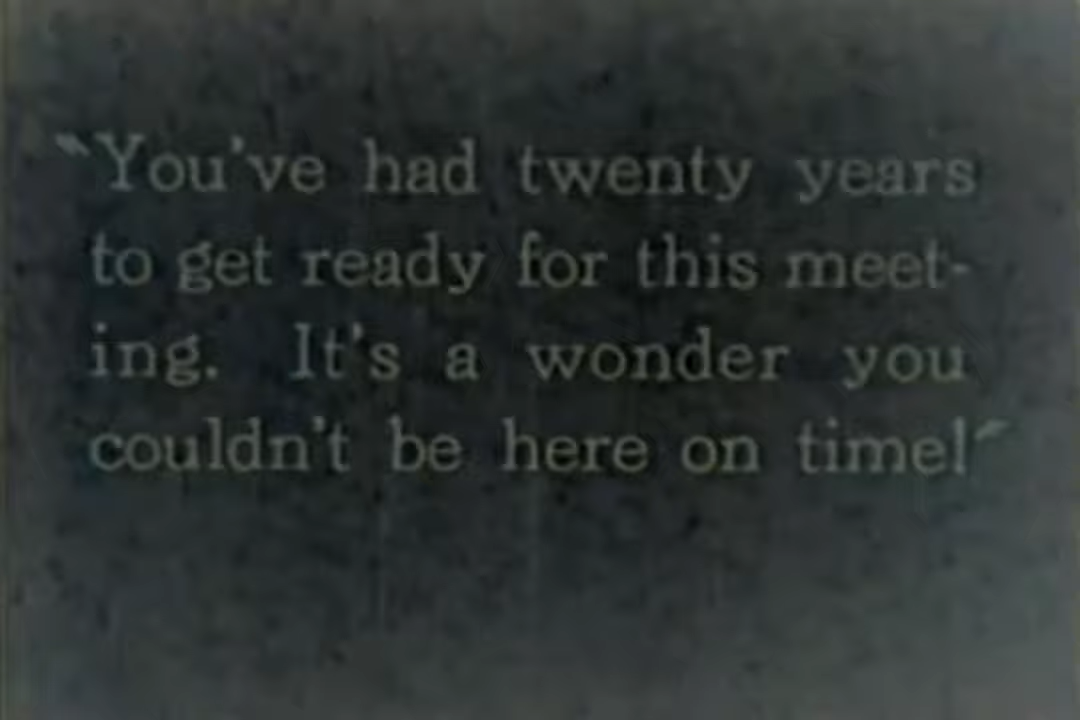 "You've had twenty years
to get ready for this meet-
ing. It's a wonder you
couldn't be here on time!"